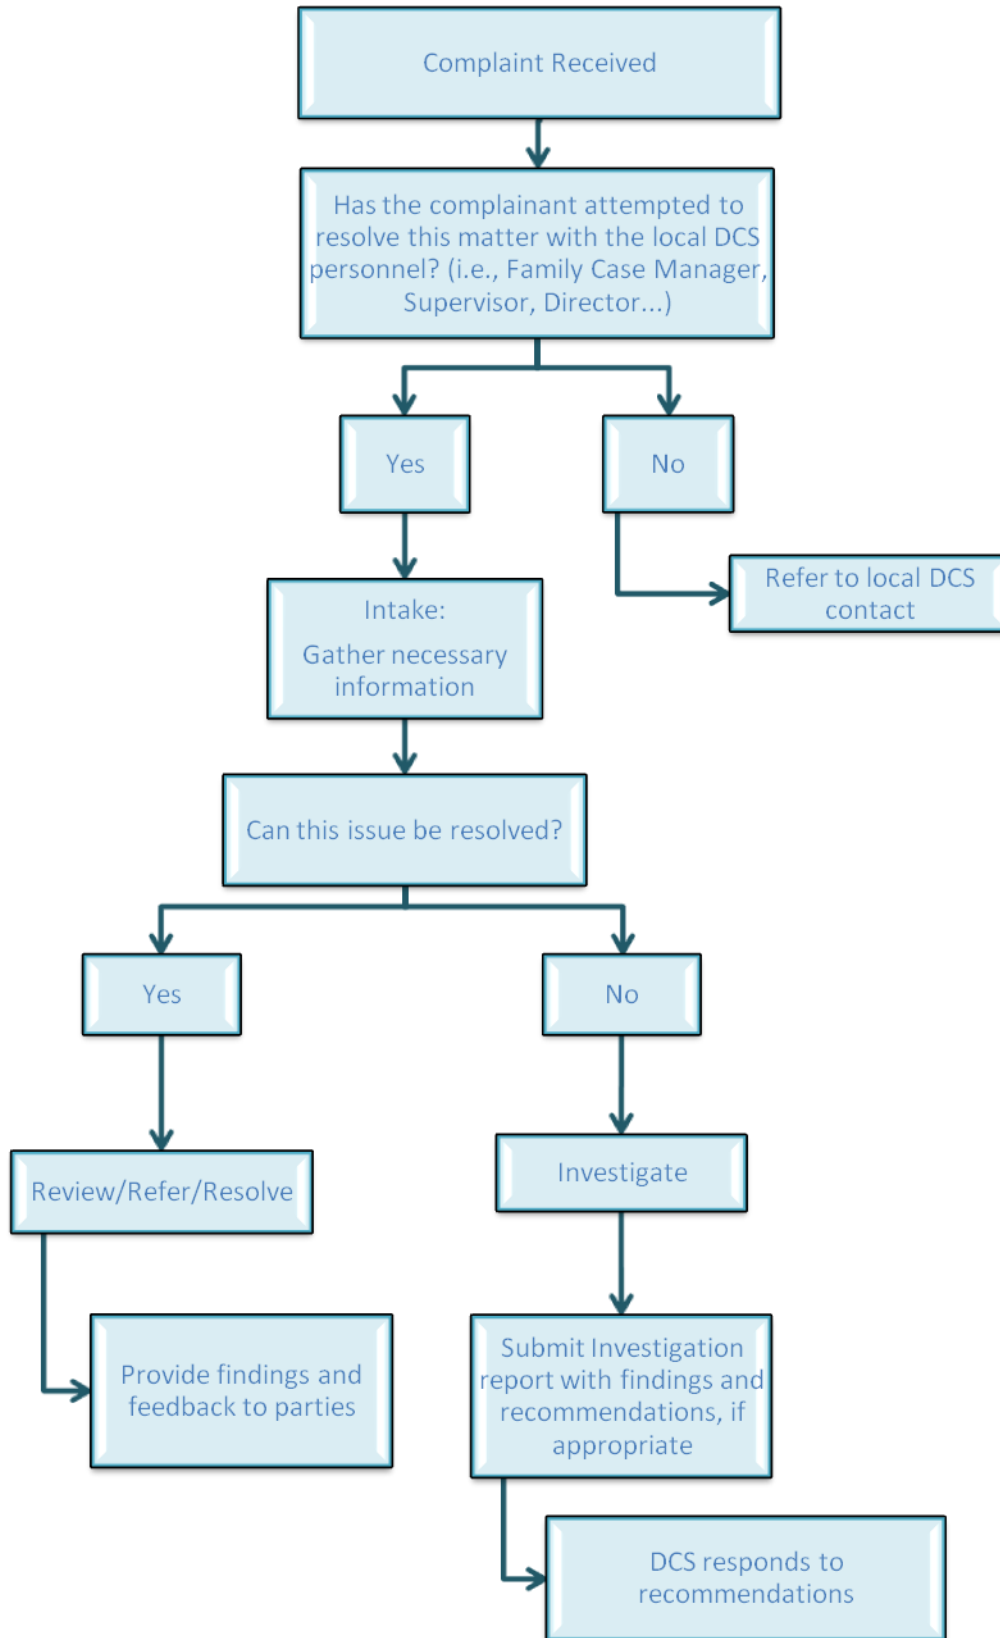 Complaint Received
Has the complainant attempted to
resolve this matter with the local DCS
personnel? (i.e., Family Case Manager,
Supervisor, Director...)
Yes
No
Refer to local DCS
contact
Intake:
Gather necessary
information
Can this issue be resolved?
Yes
No
Review/Refer/Resolve
Investigate
Provide findings and
feedback to parties
Submit Investigation
report with findings and
recommendations, if
appropriate
DCS responds to
recommendations